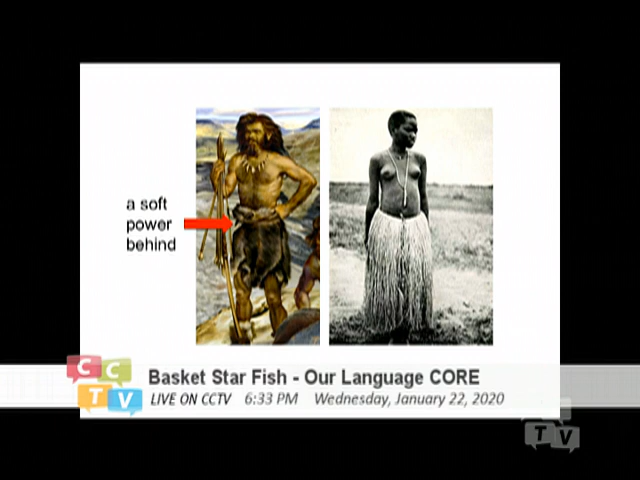 a soft
power
behind
CC
TV
Basket Star Fish - Our Language CORE
LIVE ON CCTV 6:33 PM Wednesday, January 22, 2020
TV